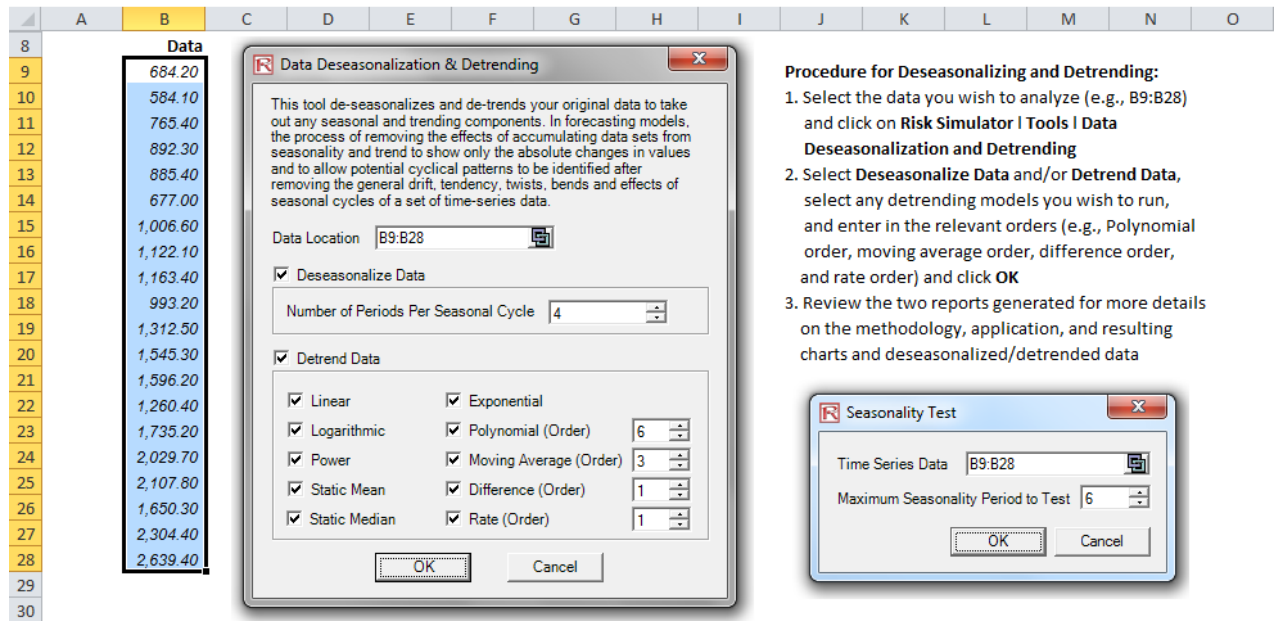 A B C D E F G H I J K L M N O
8 Data
9 684.20
10 584.10
11 765.40
12 892.30
13 885.40
14 677.00
15 1,006.60
16 1,122.10
17 1,163.40
18 993.20
19 1,312.50
20 1,545.30
21 1,596.20
22 1,260.40
23 1,735.20
24 2,029.70
25 2,107.80
26 1,650.30
27 2,304.40
28 2,639.40
29
30
R Data Deseasonalization & Detrending x
This tool de-seasonalizes and de-trends your original data to take
out any seasonal and trending components. In forecasting models,
the process of removing the effects of accumulating data sets from
seasonality and trend to show only the absolute changes in values
and to allow potential cyclical patterns to be identified after
removing the general drift, tendency, twists, bends and effects of
seasonal cycles of a set of time-series data.
Data Location B9:B28
Deseasonalize Data
Number of Periods Per Seasonal Cycle 4
Detrend Data
Linear Exponential
Logarithmic Polynomial (Order) 6
Power Moving Average (Order) 3
Static Mean Difference (Order) 1
Static Median Rate (Order) 1
OK Cancel
Procedure for Deseasonalizing and Detrending:
1. Select the data you wish to analyze (e.g., B9:B28)
and click on Risk Simulator l Tools l Data
Deseasonalization and Detrending
2. Select Deseasonalize Data and/or Detrend Data,
select any detrending models you wish to run,
and enter in the relevant orders (e.g., Polynomial
order, moving average order, difference order,
and rate order) and click OK
3. Review the two reports generated for more details
on the methodology, application, and resulting
charts and deseasonalized/detrended data
R Seasonality Test x
Time Series Data B9:B28
Maximum Seasonality Period to Test 6
OK Cancel